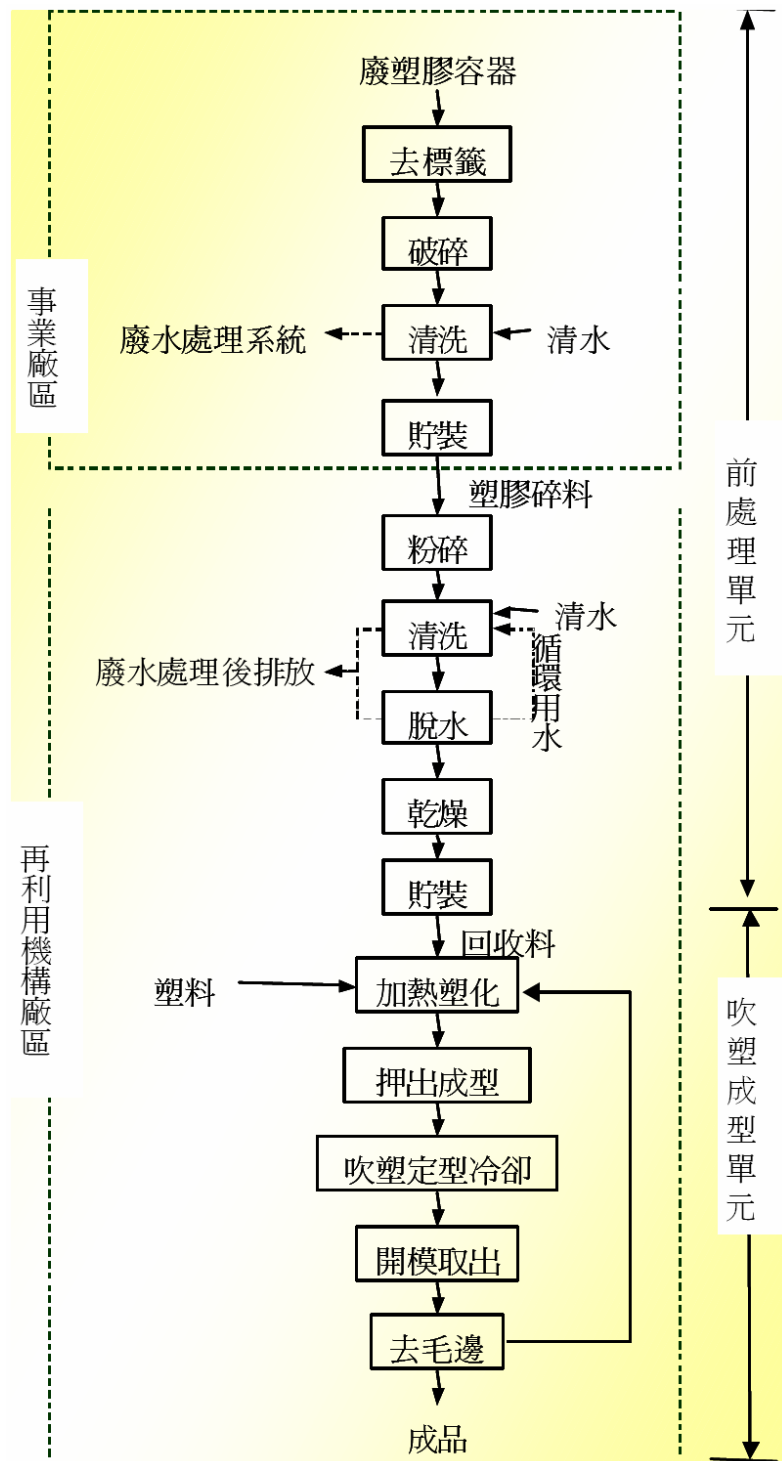 廢塑膠容器
去標籤
破碎
事業廠區
廢水處理系統
清洗
清水
貯裝
塑膠碎料
前處理單元
粉碎
清洗
清水
循環用水
廢水處理後排放
脫水
乾燥
貯裝
再利用機構廠區
回收料
塑料
加熱塑化
押出成型
吹塑成型單元
吹塑定型冷卻
開模取出
去毛邊
成品